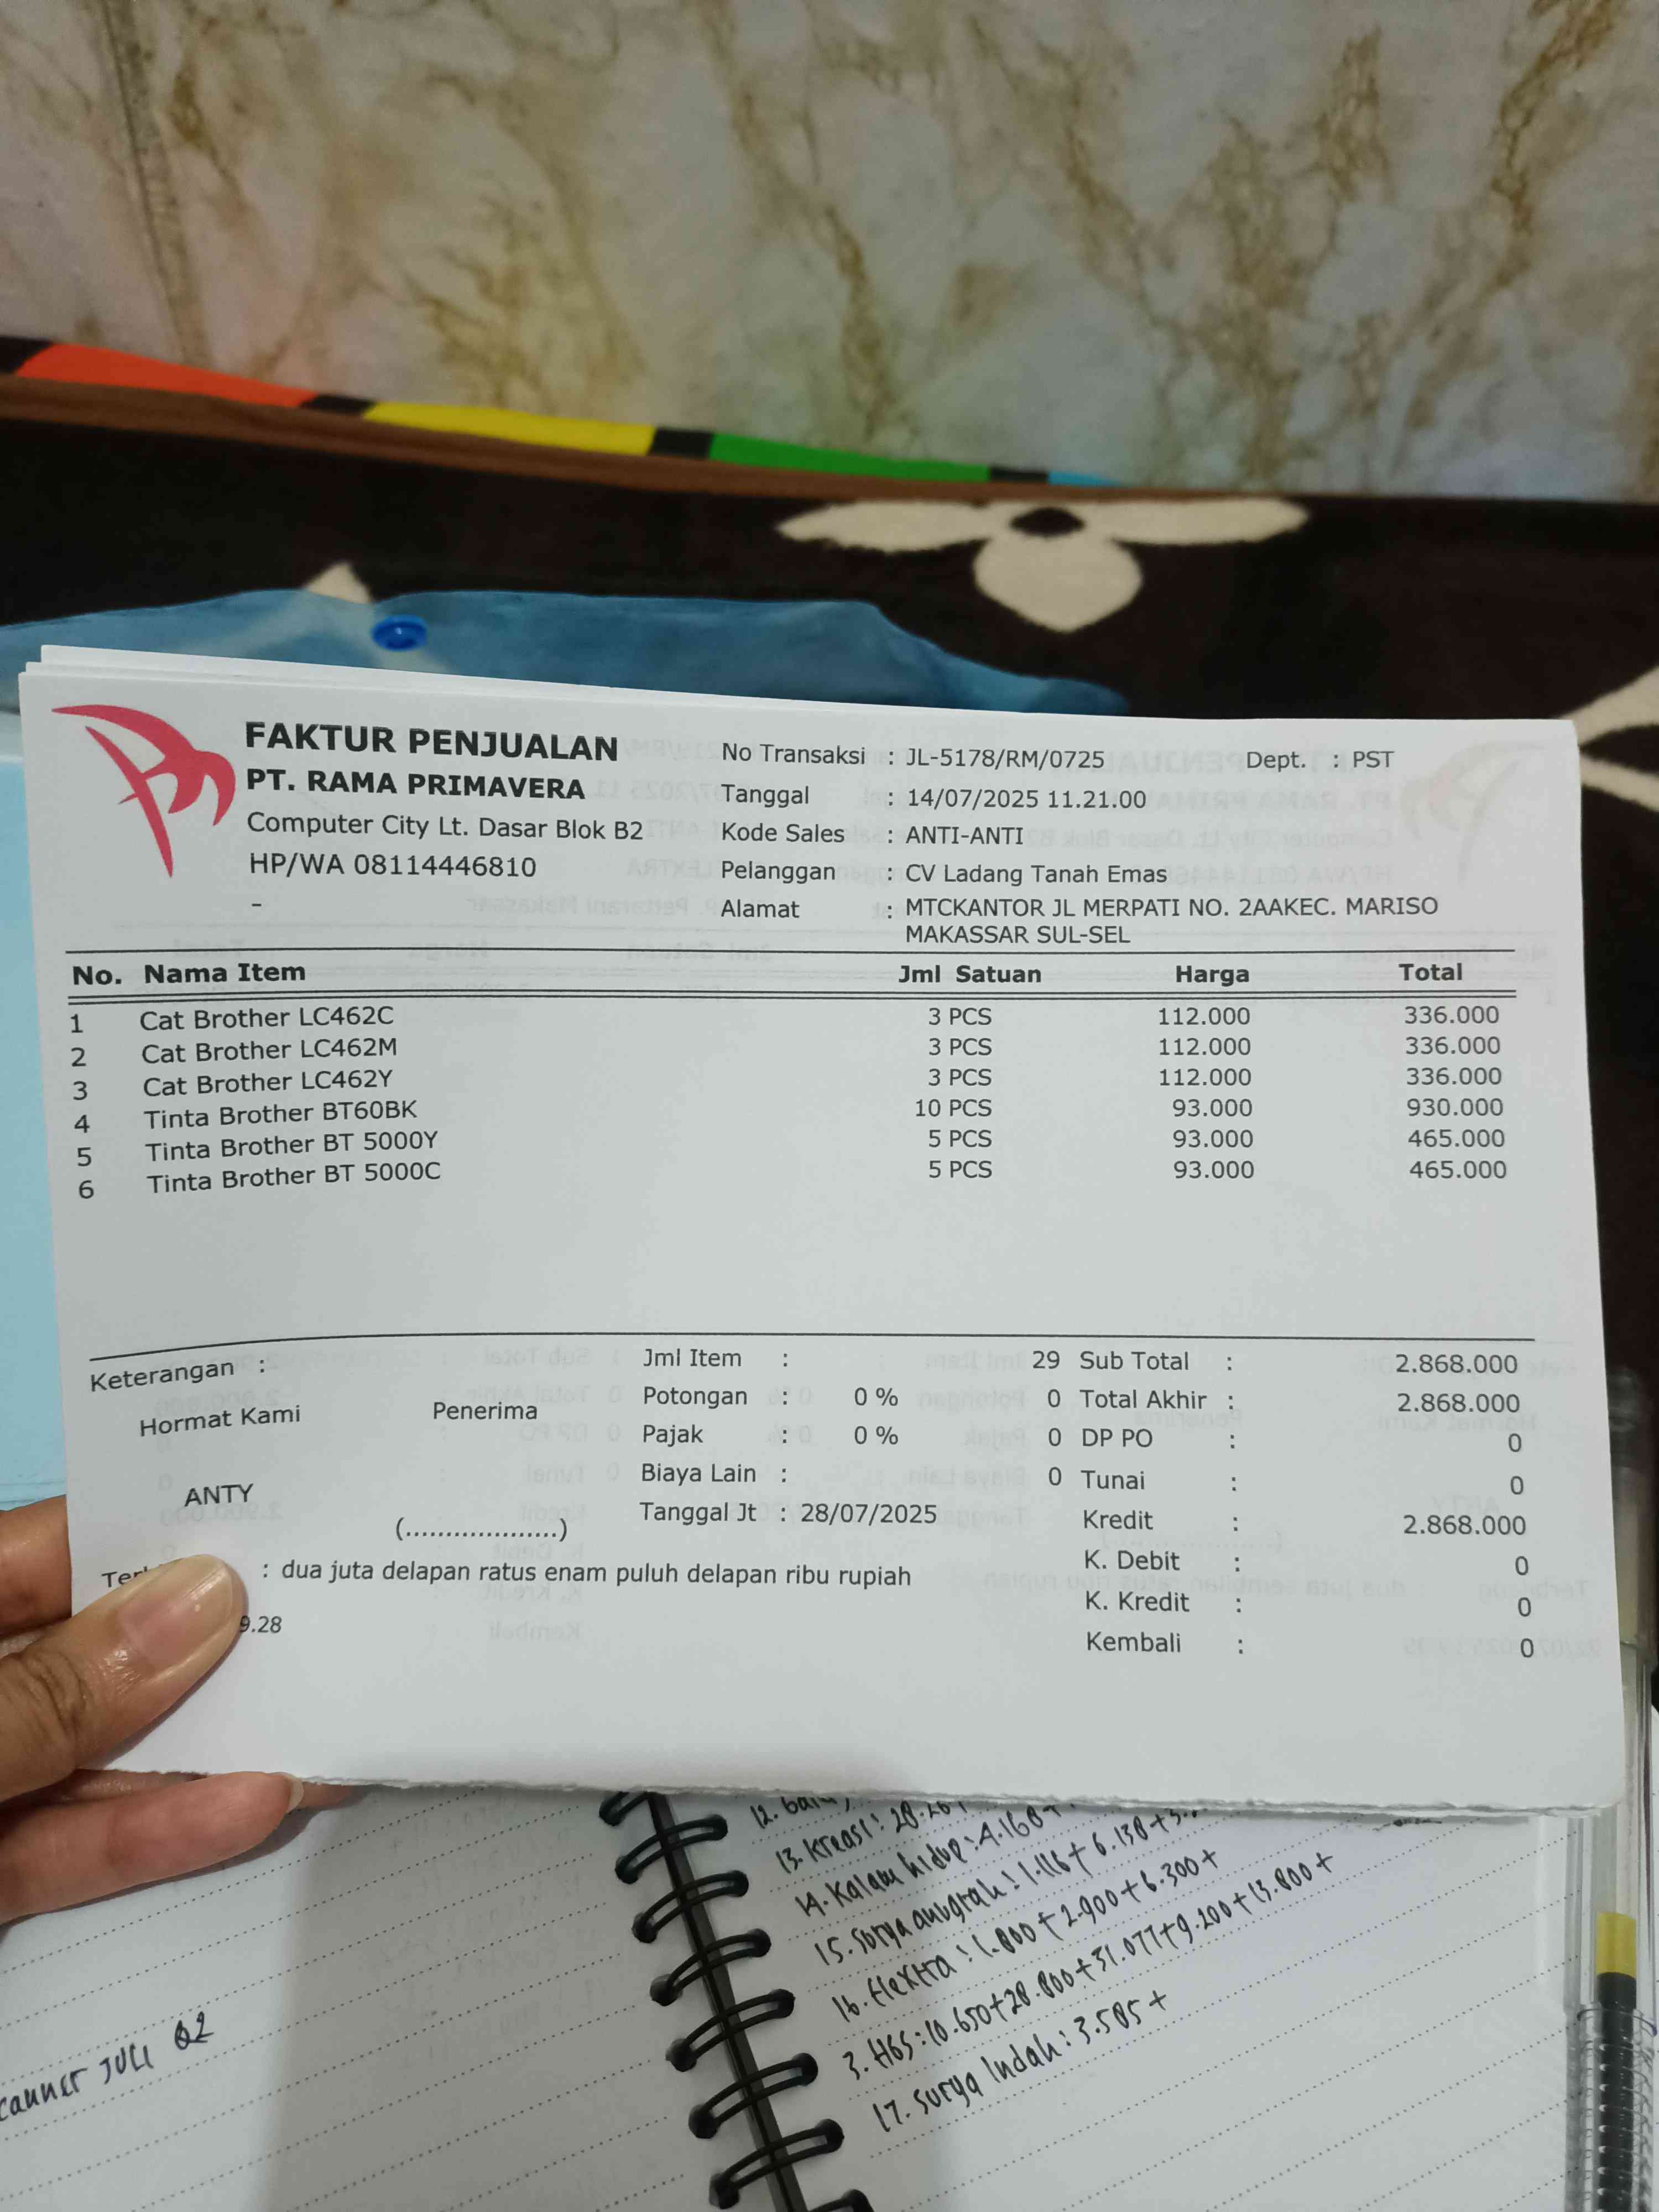 FAKTUR PENJUALAN
PT. RAMA PRIMAVERA
Computer City Lt. Dasar Blok B2
HP/WA 08114446810
-
No Transaksi : JL-5178/RM/0725 Dept. : PST
Tanggal : 14/07/2025 11.21.00
Kode Sales : ANTI-ANTI
Pelanggan : CV Ladang Tanah Emas
Alamat : MTCKANTOR JL MERPATI NO. 2AAKEC. MARISO
MAKASSAR SUL-SEL
No. Nama Item Jml Satuan Harga Total
1 Cat Brother LC462C 3 PCS 112.000 336.000
2 Cat Brother LC462M 3 PCS 112.000 336.000
3 Cat Brother LC462Y 3 PCS 112.000 336.000
4 Tinta Brother BT60BK 10 PCS 93.000 930.000
5 Tinta Brother BT 5000Y 5 PCS 93.000 465.000
6 Tinta Brother BT 5000C 5 PCS 93.000 465.000
Keterangan :
Hormat Kami Penerima
ANTY
(...................)
Jml Item : 29
Potongan : 0 % 0
Pajak : 0 % 0
Biaya Lain : 0
Tanggal Jt : 28/07/2025
Sub Total : 2.868.000
Total Akhir : 2.868.000
DP PO : 0
Tunai : 0
Kredit : 2.868.000
K. Debit : 0
K. Kredit : 0
Kembali : 0
: dua juta delapan ratus enam puluh delapan ribu rupiah
9.28
12.
13. Kreasi: 28.
14. Kalam hidup: 4.168+
15. Surya anugrah: 1.116+ 6.138+
16. Flextra: 1.800 + 2.900 + 6.300 +
3. HGS: 10.650+28.800+31.077+9.200+13.800+
17. Surya Indah: 3.585 +
JULI 02